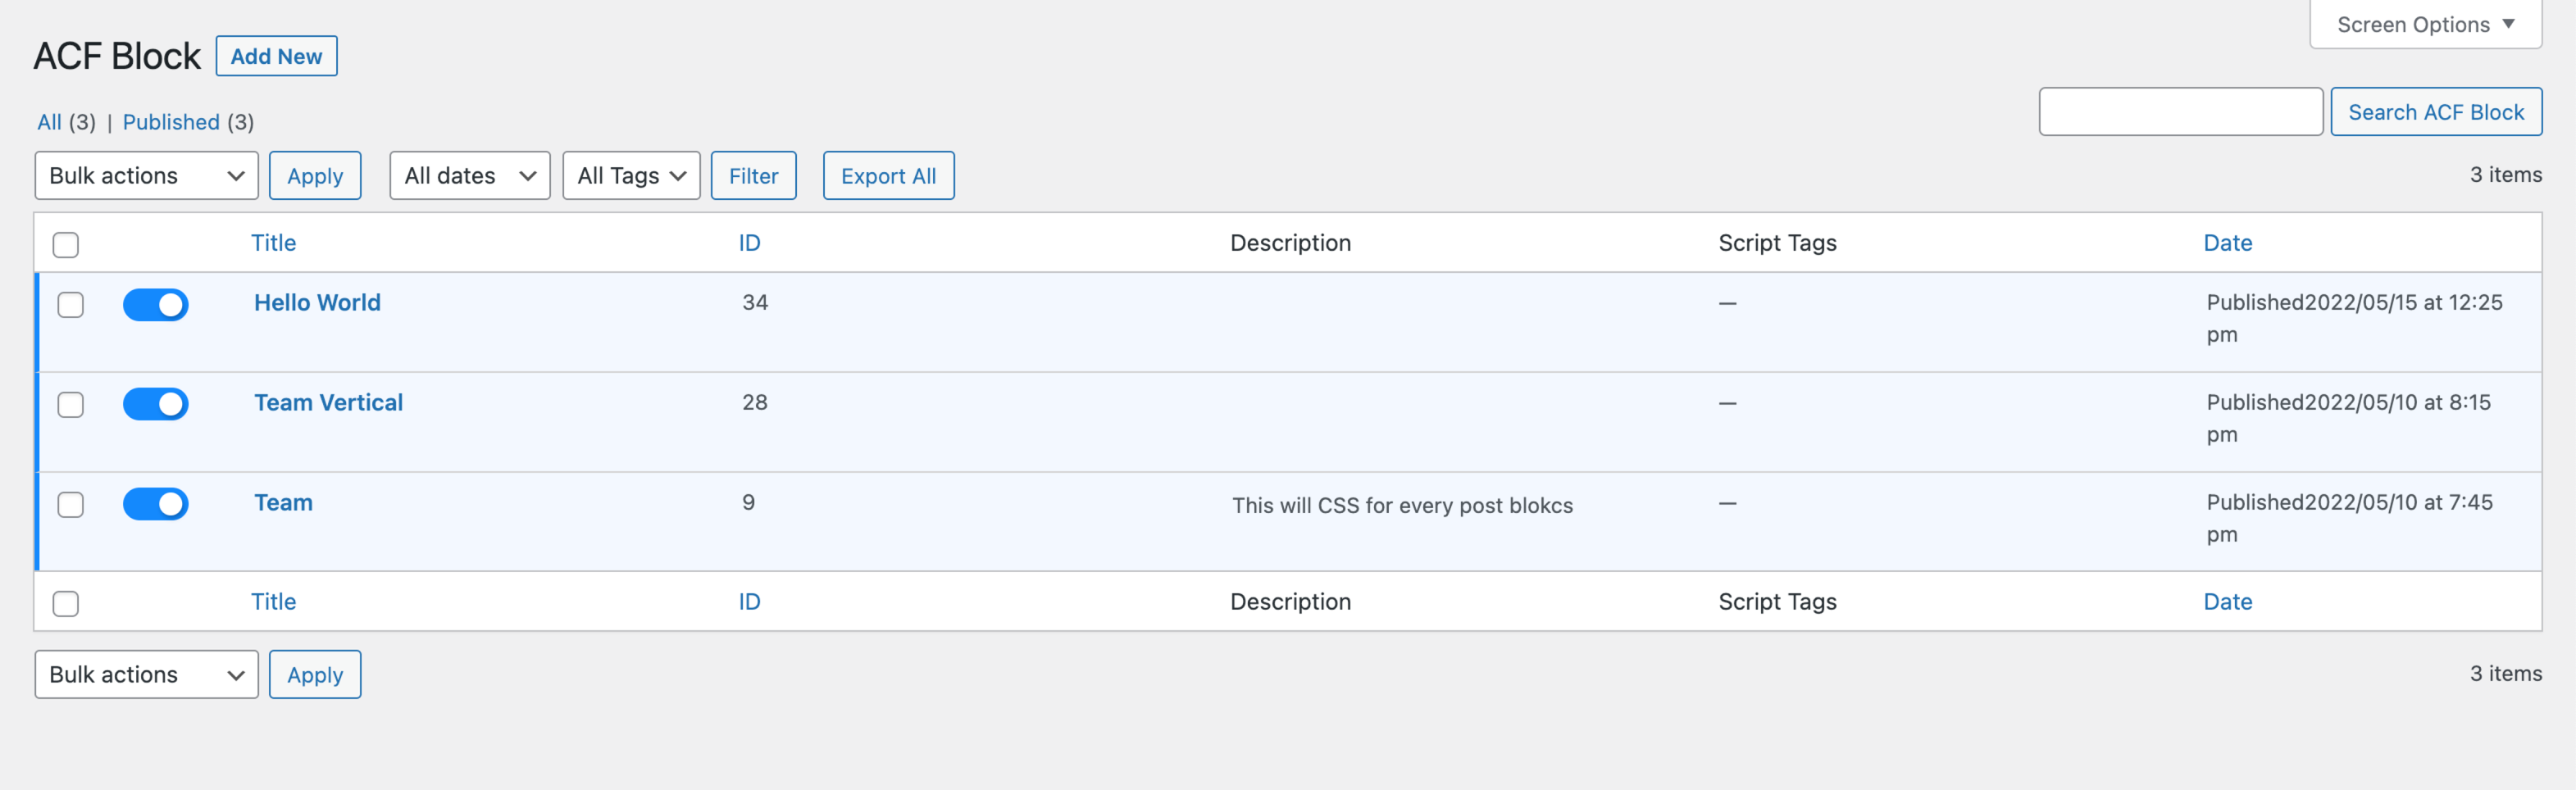 Screen Options ▼
ACF Block Add New
All (3) | Published (3)
Search ACF Block
Bulk actions Apply All dates All Tags Filter Export All 3 items
Title ID Description Script Tags Date
Hello World 34 — Published2022/05/15 at 12:25
pm
Team Vertical 28 — Published2022/05/10 at 8:15
pm
Team 9 This will CSS for every post blokcs — Published2022/05/10 at 7:45
pm
Title ID Description Script Tags Date
Bulk actions Apply 3 items